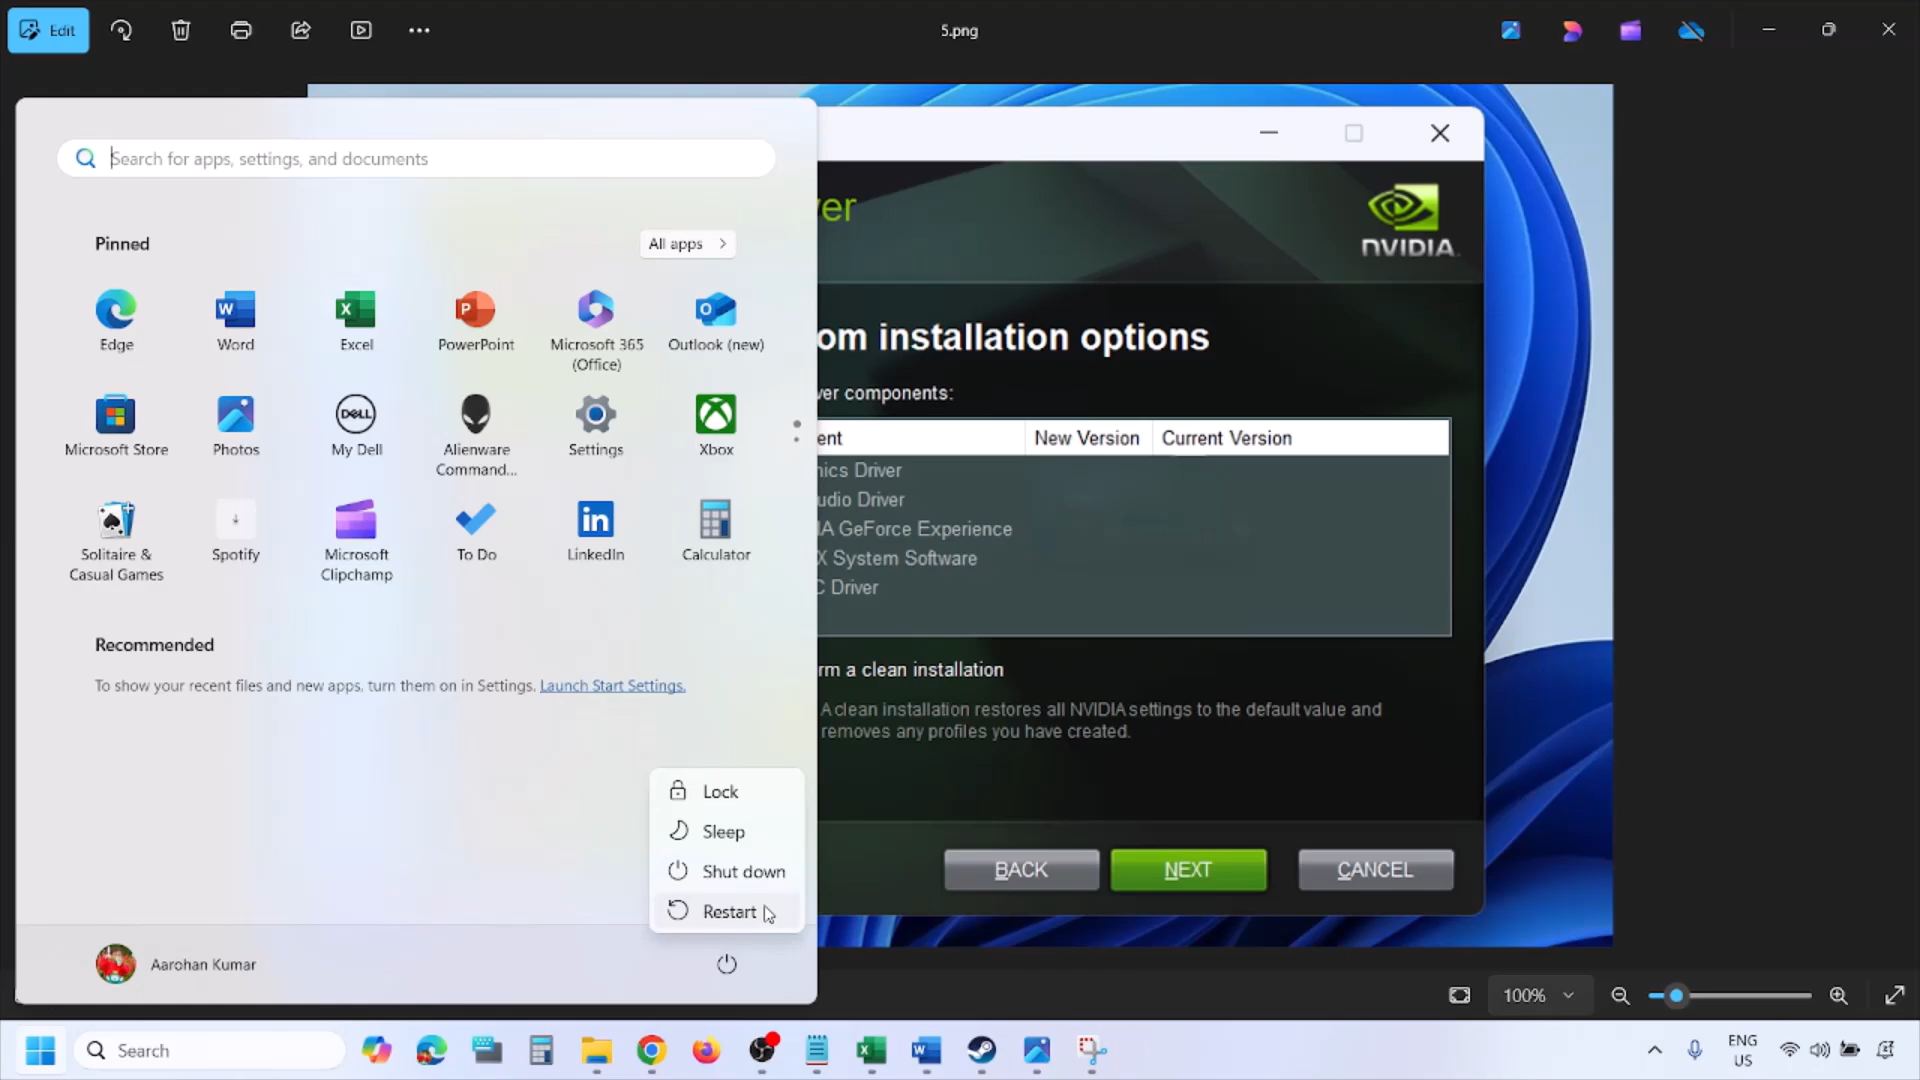 Edit
5.png
Search for apps, settings, and documents
Pinned
All apps
Edge
Word
Excel
PowerPoint
Microsoft 365
(Office)
Outlook (new)
Microsoft Store
Photos
My Dell
Alienware
Command...
Settings
Xbox
Solitaire &
Casual Games
Spotify
Microsoft
Clipchamp
To Do
LinkedIn
Calculator
Recommended
To show your recent files and new apps, turn them on in Settings. Launch Start Settings.
Lock
Sleep
Shut down
Restart
Aarohan Kumar
ver
NVIDIA
om installation options
ver components:
ent New Version Current Version
hics Driver
udio Driver
IA GeForce Experience
X System Software
C Driver
rm a clean installation
A clean installation restores all NVIDIA settings to the default value and
removes any profiles you have created.
BACK NEXT CANCEL
100%
Search
ENG
US